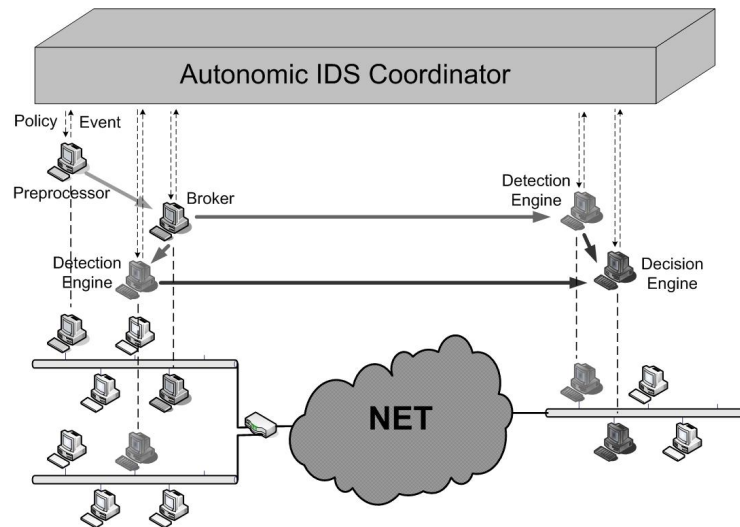 Autonomic IDS Coordinator
Policy
Event
Preprocessor
Broker
Detection
Engine
Detection
Engine
Decision
Engine
NET